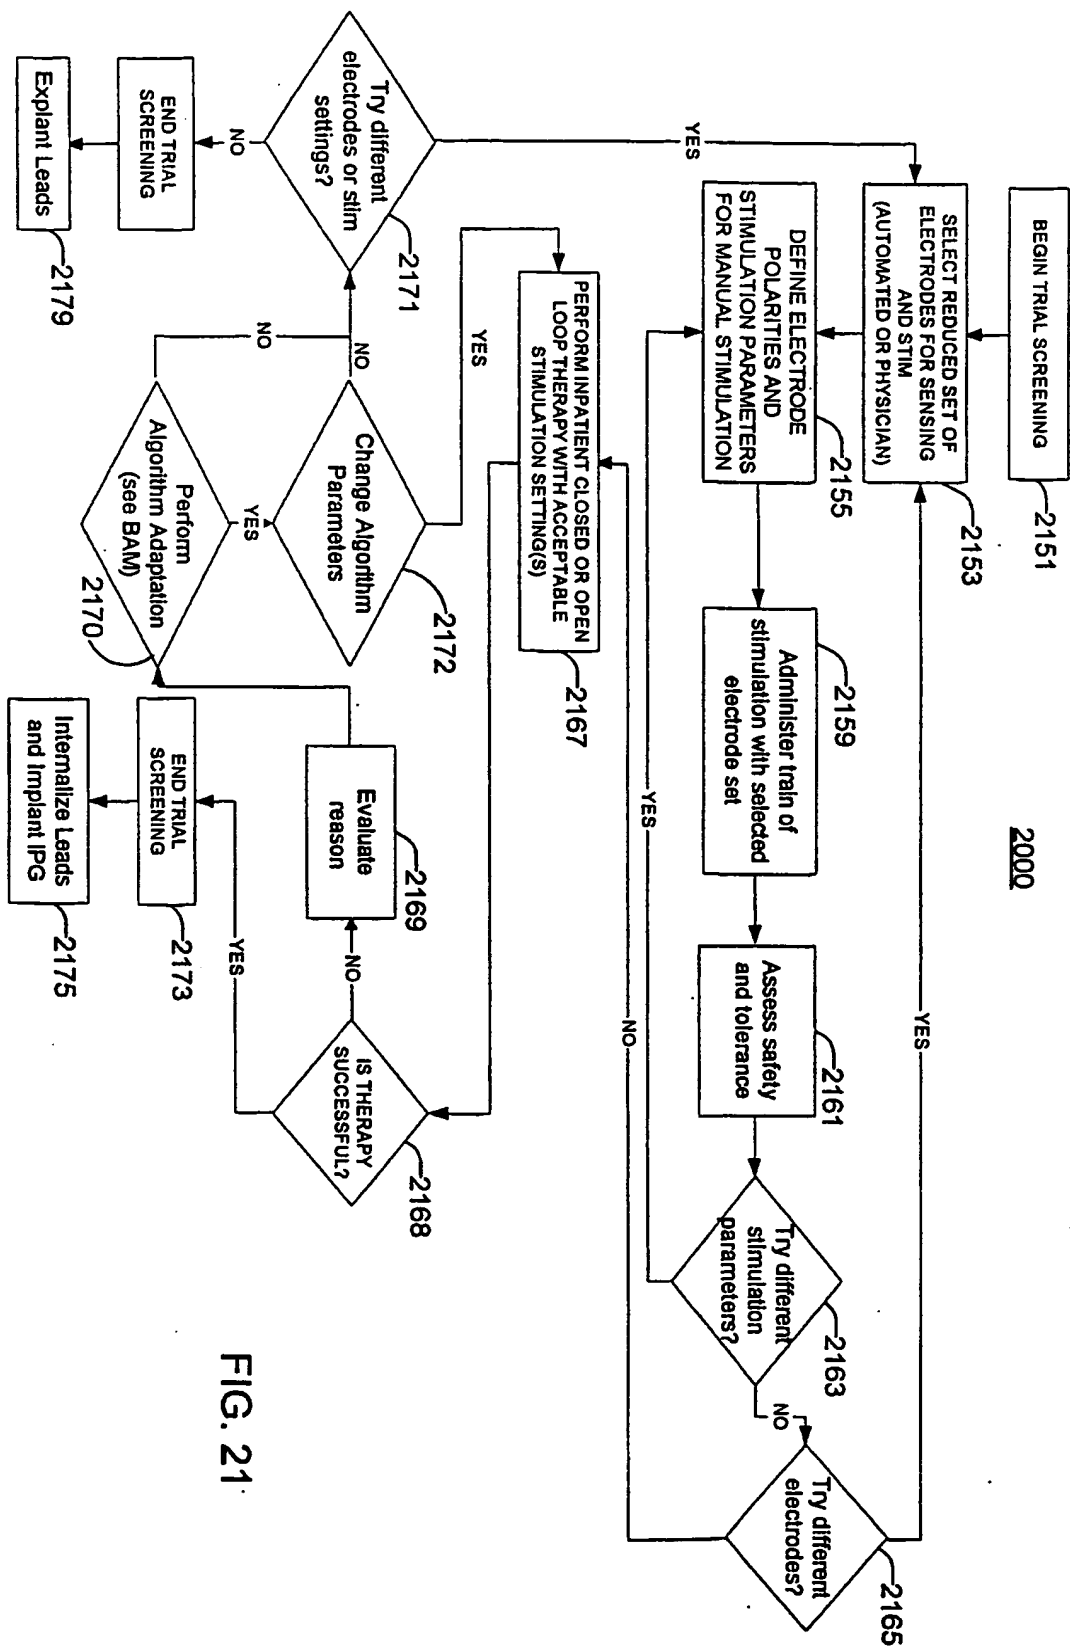 2000
BEGIN TRIAL SCREENING
2151
SELECT REDUCED SET OF
ELECTRODES FOR SENSING
AND STIM
(AUTOMATED OR PHYSICIAN)
2153
YES
YES
DEFINE ELECTRODE
POLARITIES AND
STIMULATION PARAMETERS
FOR MANUAL STIMULATION
2155
Administer train of
stimulation with selected
electrode set
2159
Assess safety
and tolerance
2161
Try different
stimulation
parameters?
2163
NO
Try different
electrodes?
2165
YES
NO
PERFORM INPATIENT CLOSED OR OPEN
LOOP THERAPY WITH ACCEPTABLE
STIMULATION SETTING(S)
2167
YES
Try different
electrodes or stim
settings?
2171
NO
END TRIAL
SCREENING
Explant Leads
2179
NO
NO
Change Algorithm
Parameters
2172
YES
Perform
Algorithm Adaptation
(see BAM)
2170
Evaluate
reason
2169
NO
IS THERAPY
SUCCESSFUL?
2168
YES
END TRIAL
SCREENING
2173
Internalize Leads
and Implant IPG
2175
FIG. 21